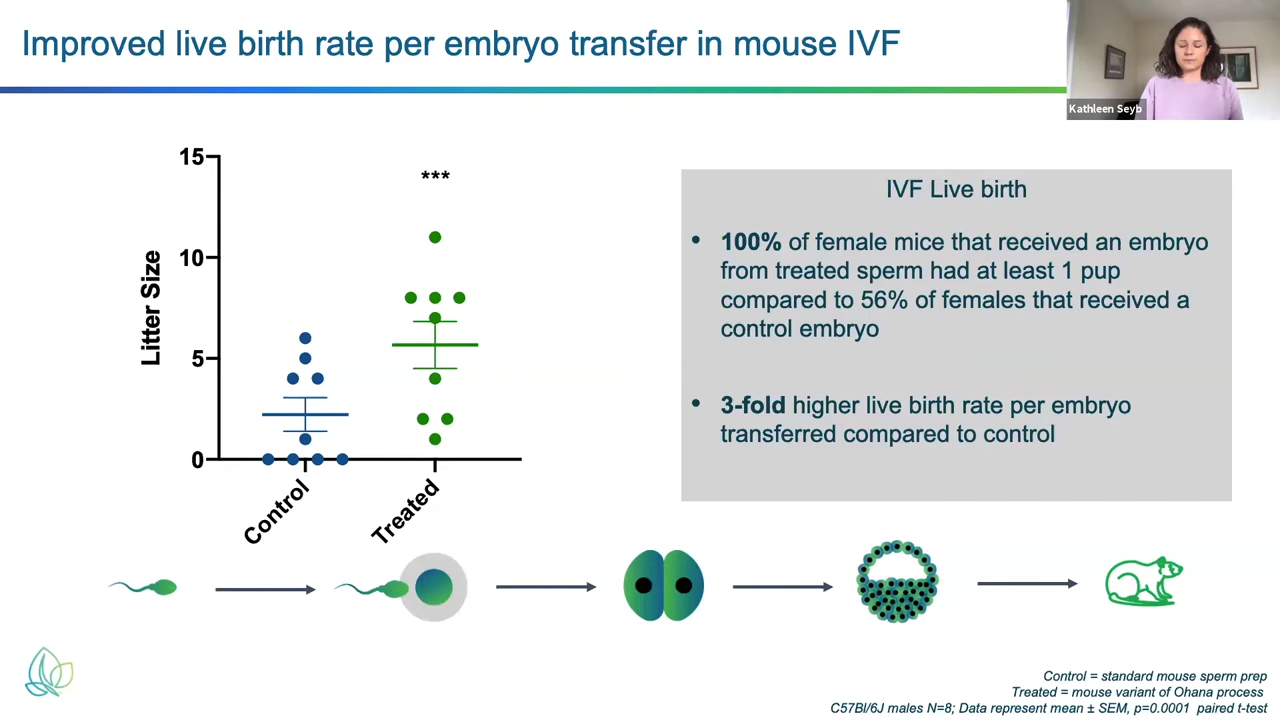 Improved live birth rate per embryo transfer in mouse IVF
Kathleen Seyb
15
10
5
0
Litter Size
***
Control
Treated
IVF Live birth
• 100% of female mice that received an embryo
from treated sperm had at least 1 pup
compared to 56% of females that received a
control embryo
• 3-fold higher live birth rate per embryo
transferred compared to control
Control = standard mouse sperm prep
Treated = mouse variant of Ohana process
C57Bl/6J males N=8; Data represent mean ± SEM, p=0.0001 paired t-test